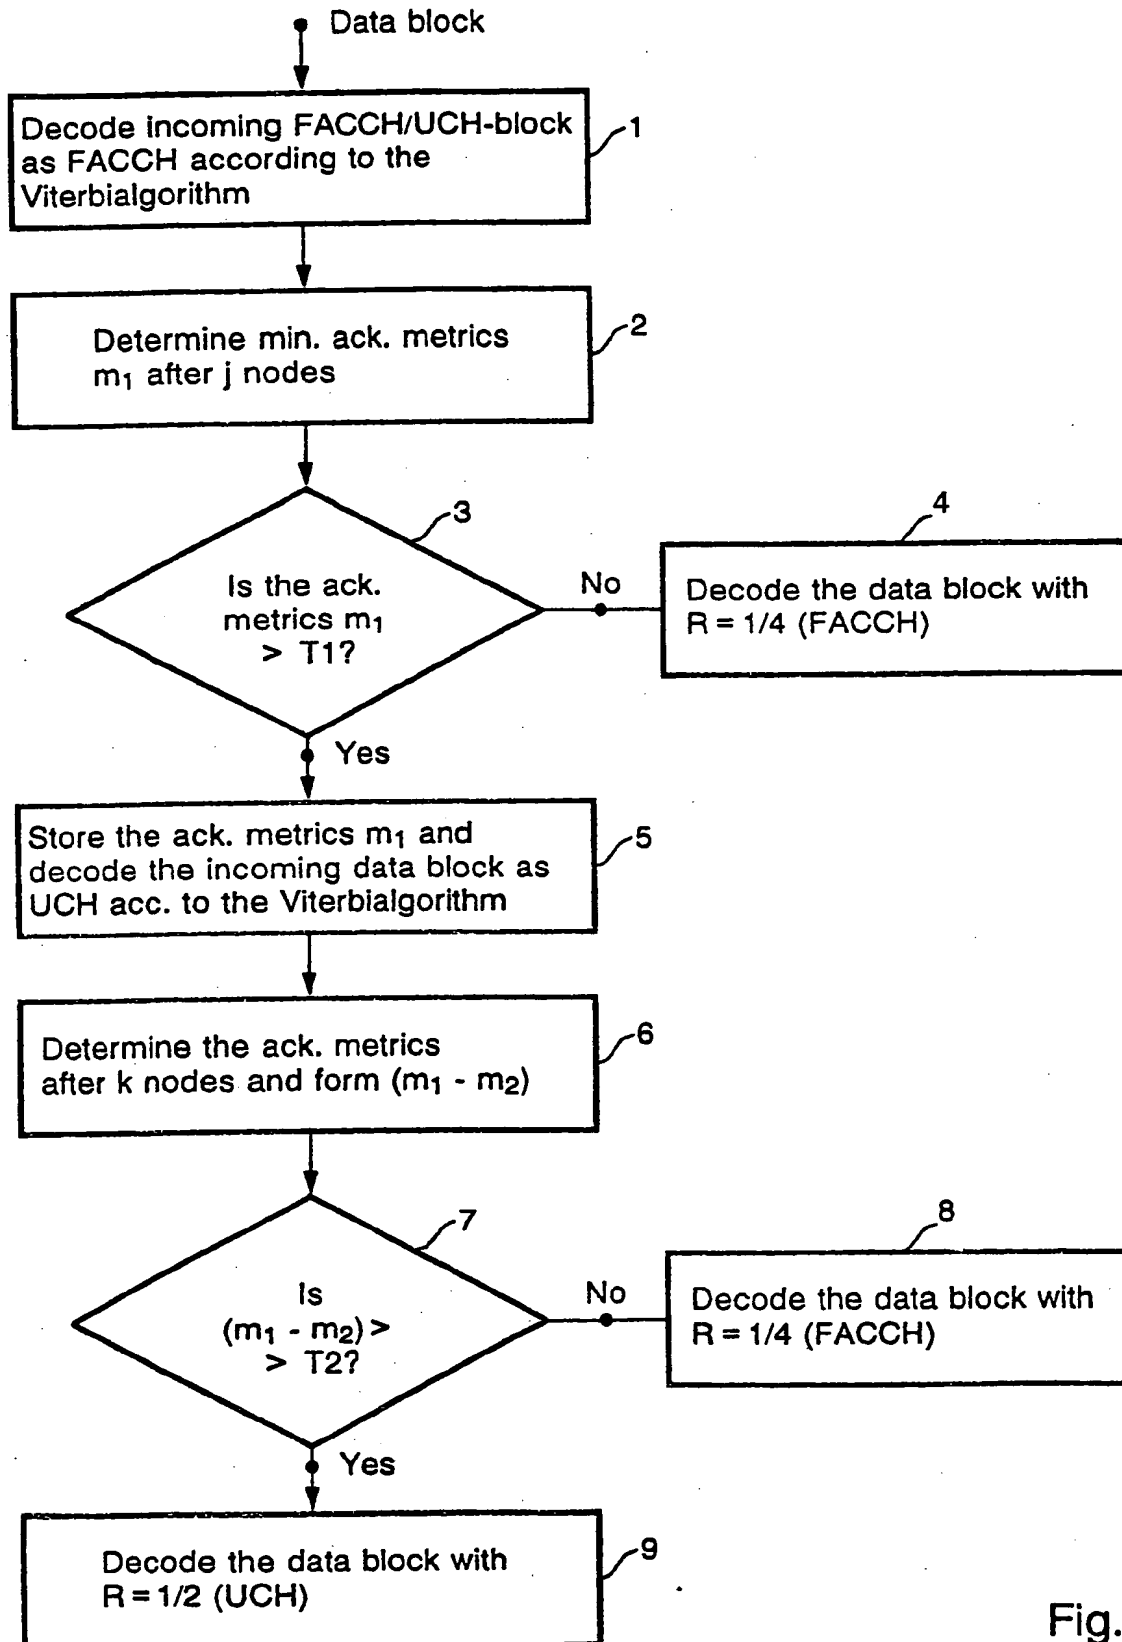 Data block
Decode incoming FACCH/UCH-block
as FACCH according to the
Viterbialgorithm
1
Determine min. ack. metrics
m1 after j nodes
2
3
Is the ack.
metrics m1
> T1?
No
4
Decode the data block with
R = 1/4 (FACCH)
Yes
Store the ack. metrics m1 and
decode the incoming data block as
UCH acc. to the Viterbialgorithm
5
Determine the ack. metrics
after k nodes and form (m1 - m2)
6
7
Is
(m1 - m2) >
> T2?
No
8
Decode the data block with
R = 1/4 (FACCH)
Yes
Decode the data block with
R = 1/2 (UCH)
9
Fig.